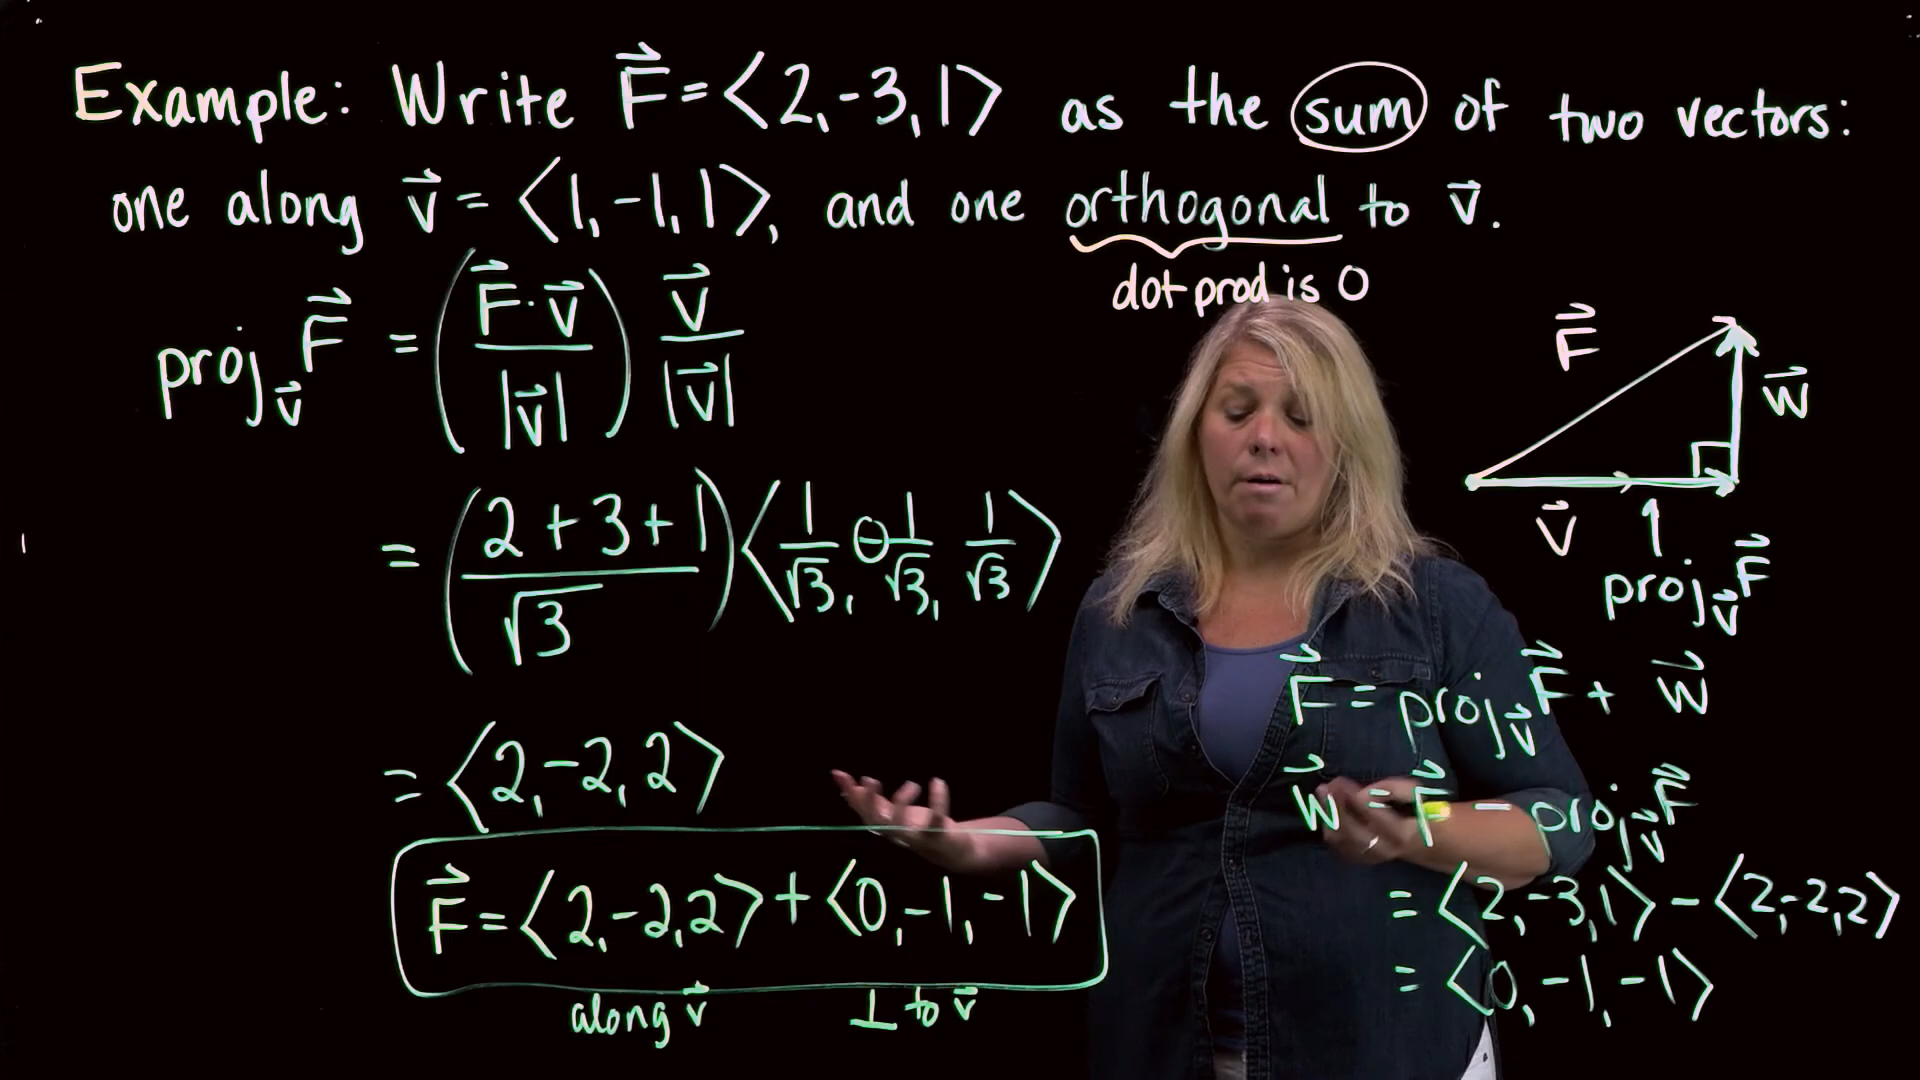 Example: Write F⃗ = ⟨2, -3, 1⟩ as the sum of two vectors:
one along v⃗ = ⟨1, -1, 1⟩, and one orthogonal to v⃗.
dot prod is 0
proj_v⃗ F⃗ = (F⃗ · v⃗ / |v⃗|) v⃗ / |v⃗|
= (2 + 3 + 1 / √3) ⟨1/√3, -1/√3, 1/√3⟩
= ⟨2, -2, 2⟩
F⃗ = ⟨2, -2, 2⟩ + ⟨0, -1, -1⟩
along v⃗ ⊥ to v⃗
F⃗
w⃗
v⃗
proj_v⃗ F⃗
F⃗ = proj_v⃗ F⃗ + w⃗
w⃗ = F⃗ - proj_v⃗ F⃗
= ⟨2, -3, 1⟩ - ⟨2, -2, 2⟩
= ⟨0, -1, -1⟩